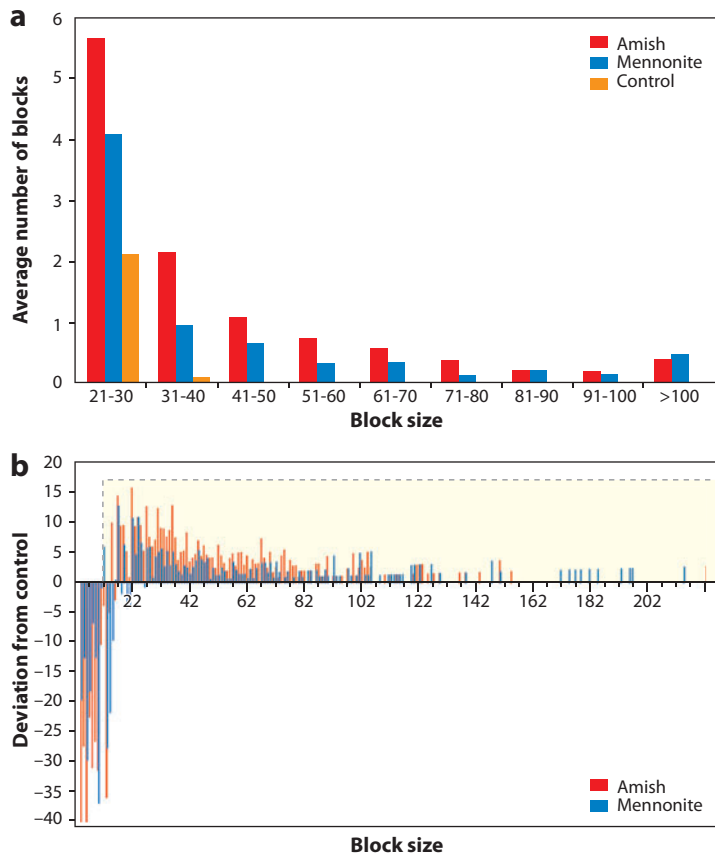 a
Average number of blocks
6
5
4
3
2
1
0
Amish
Mennonite
Control
21-30 31-40 41-50 51-60 61-70 71-80 81-90 91-100 >100
Block size
b
Deviation from control
20
15
10
5
0
−5
−10
−15
−20
−25
−30
−35
−40
22 42 62 82 102 122 142 162 182 202
Amish
Mennonite
Block size